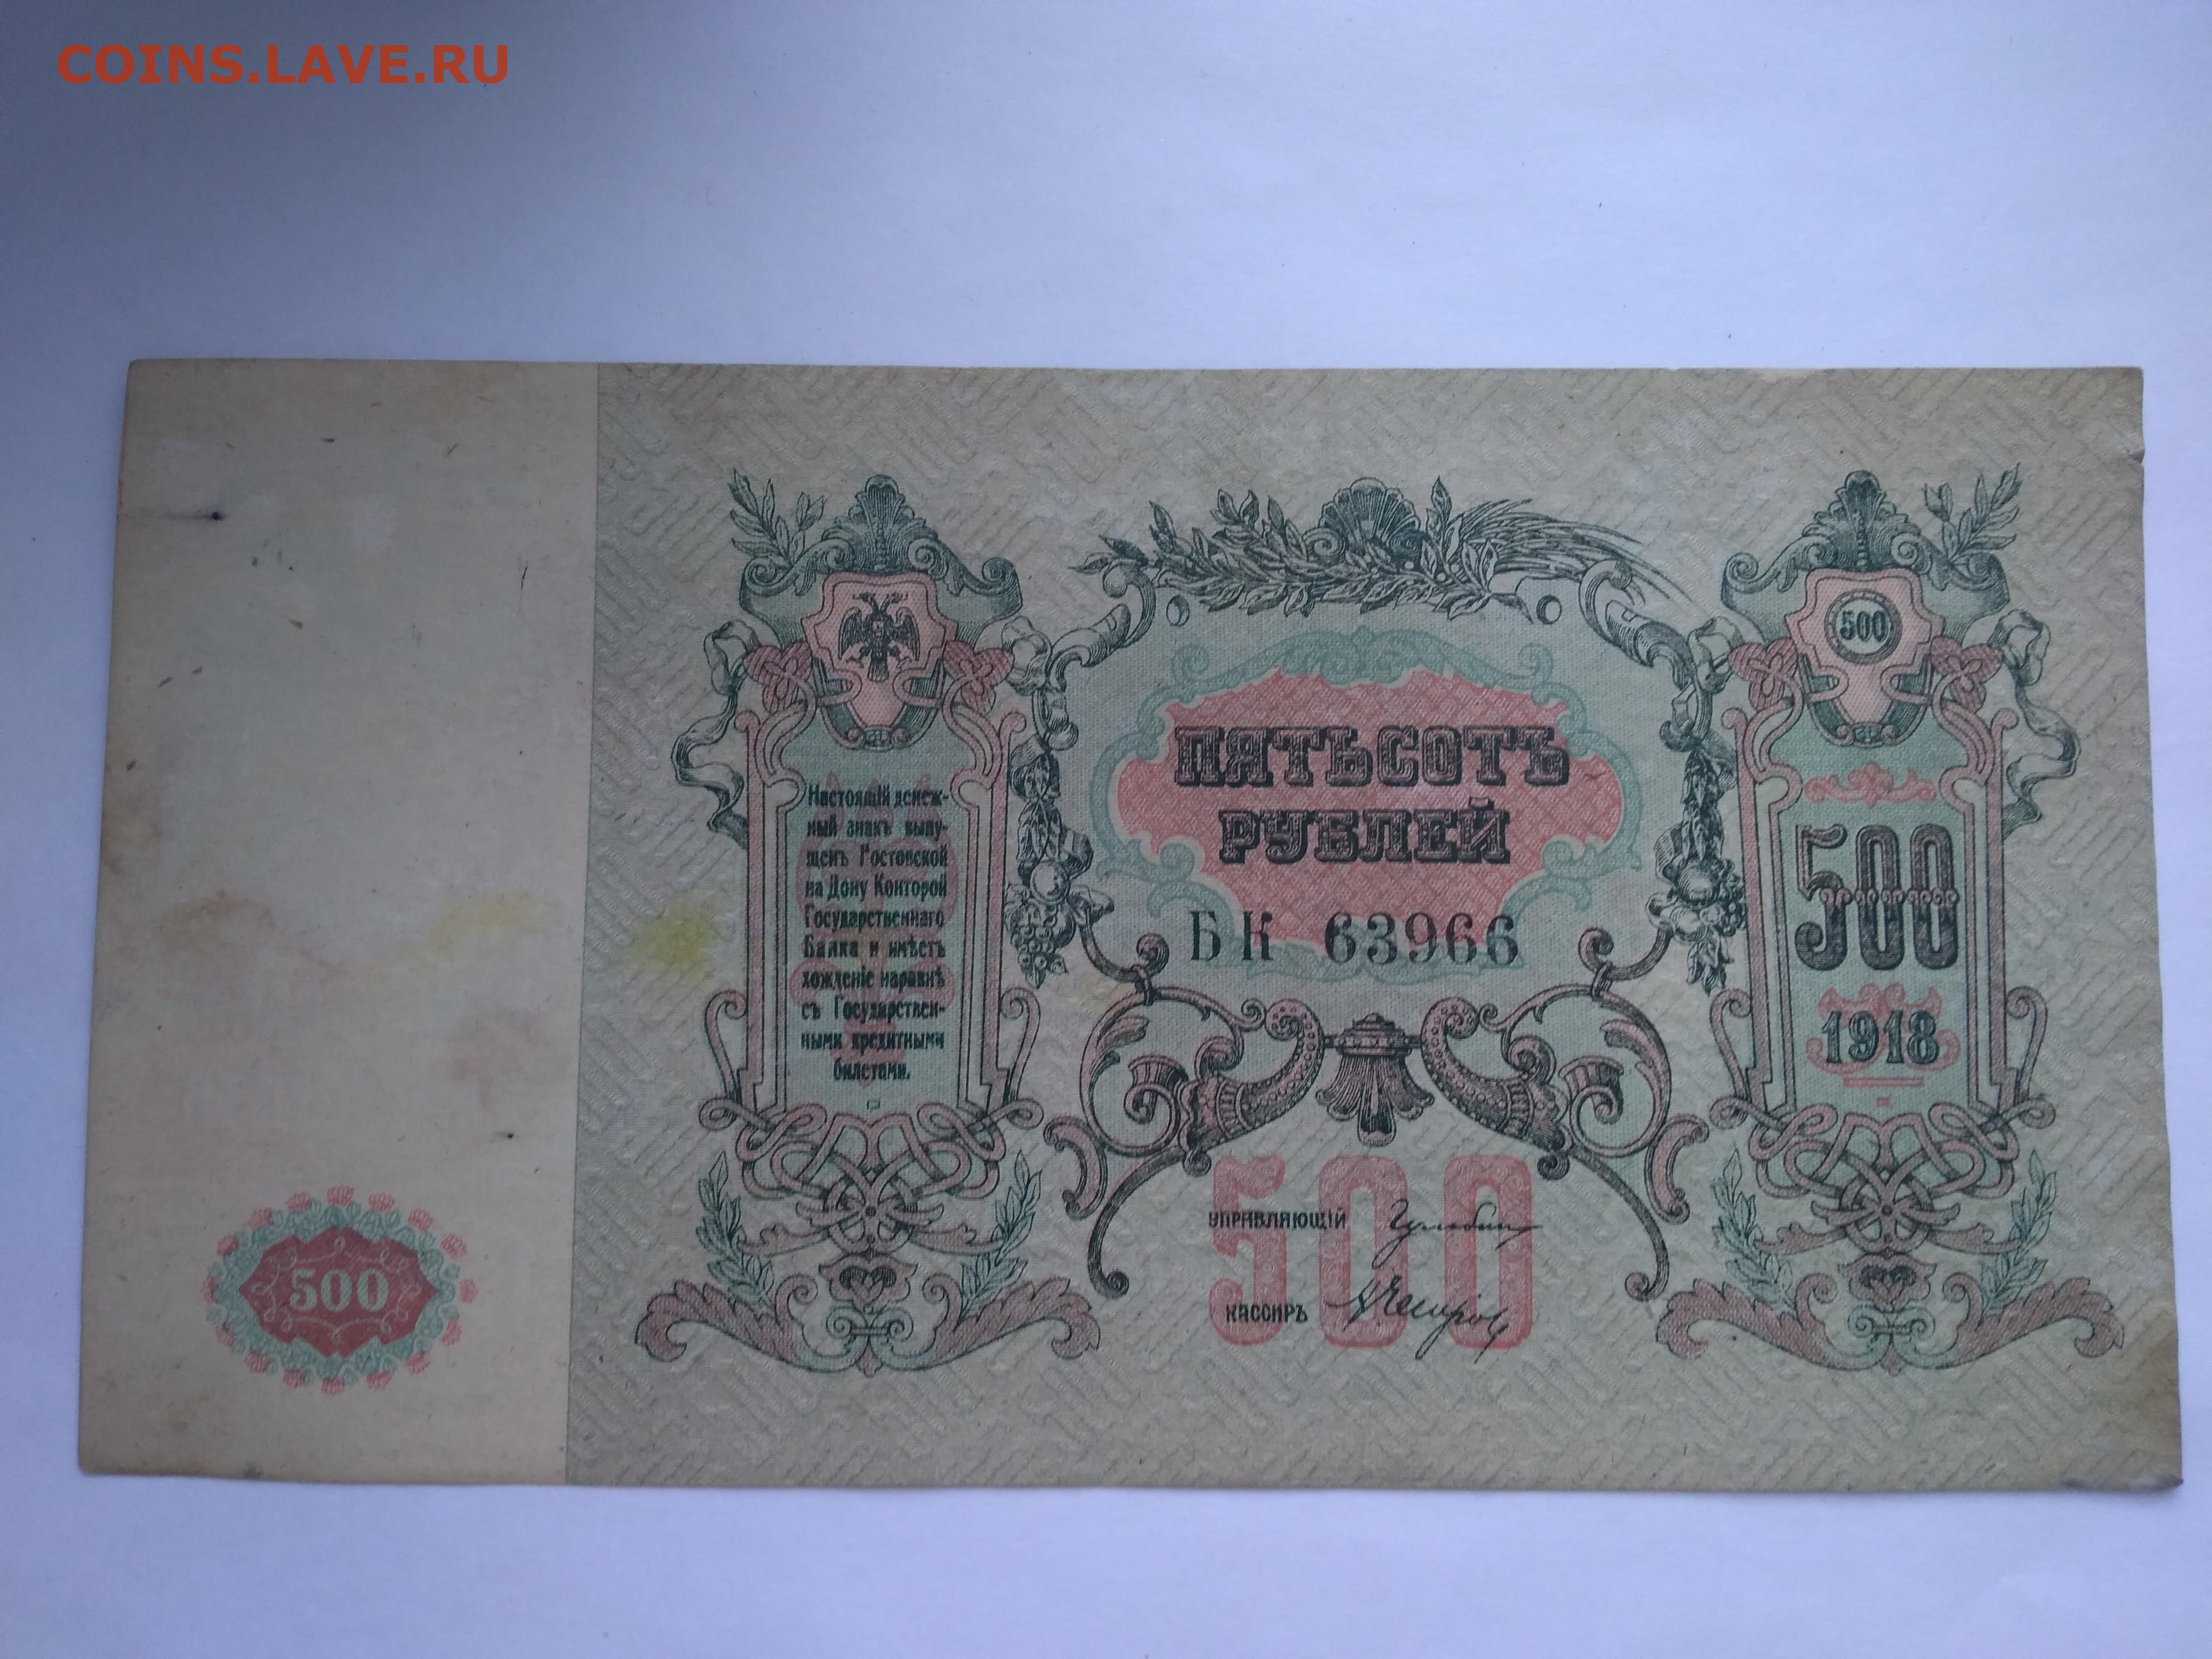 COINS.LAVE.RU
500
Настоящій денеж-
ный знакъ выпу-
щенъ Ростовской
на Дону Конторой
Государственнаго
Банка и имѣетъ
хожденіе наравнѣ
съ Государствен-
ными кредитными
билетами.
ПЯТЬСОТЪ
РУБЛЕЙ
БК 63966
500
1918
500
УПРАВЛЯЮЩІЙ
КАССИРЪ
500